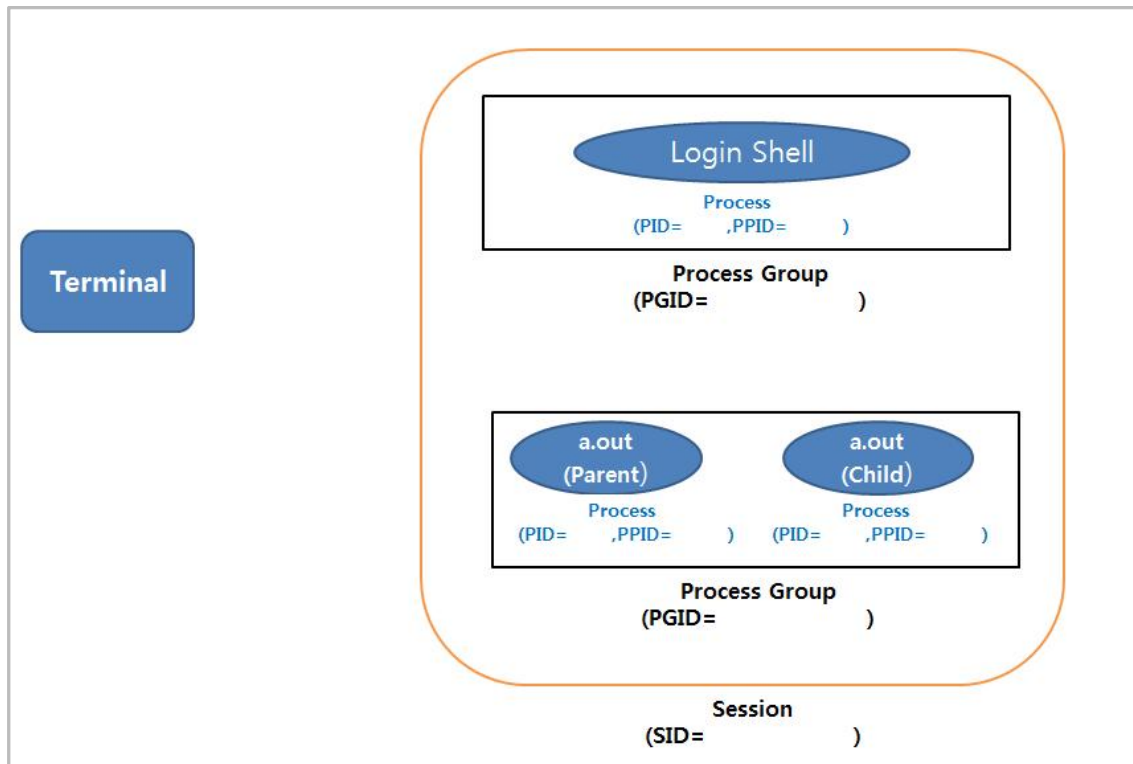 Login Shell
Process
(PID= ,PPID= )
Terminal
Process Group
(PGID= )
a.out
(Parent)
Process
(PID= ,PPID= )
a.out
(Child)
Process
(PID= ,PPID= )
Process Group
(PGID= )
Session
(SID= )